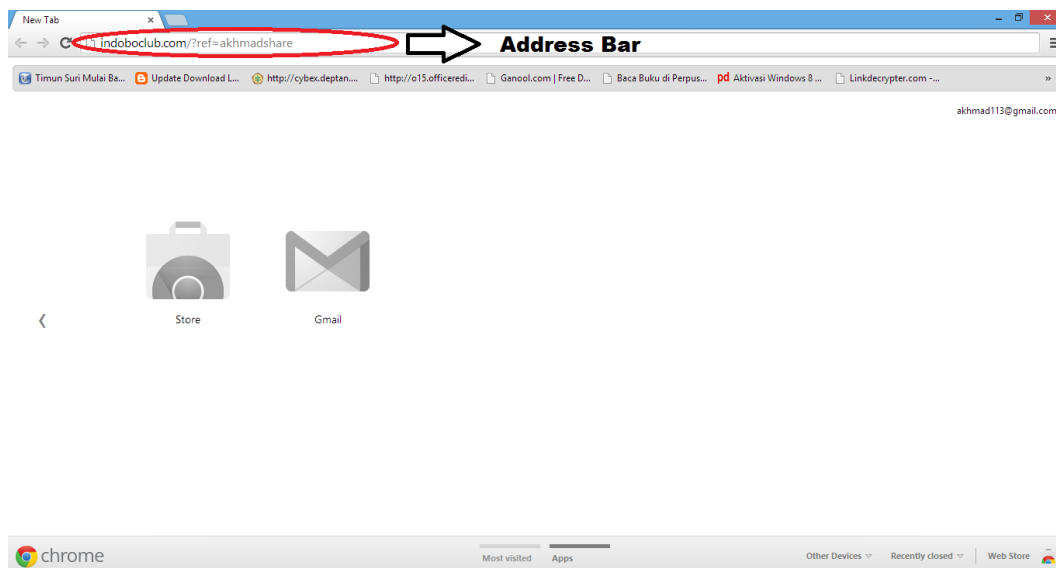 New Tab
indoboclub.com/?ref=akhmadshare
Address Bar
Timun Suri Mulai Ba... Update Download L... http://cybex.deptan.... http://o15.officeredi... Ganool.com | Free D... Baca Buku di Perpus... pd Aktivasi Windows 8 ... Linkdecrypter.com -... »
akhmad113@gmail.com
Store Gmail
chrome Most visited Apps Other Devices Recently closed Web Store